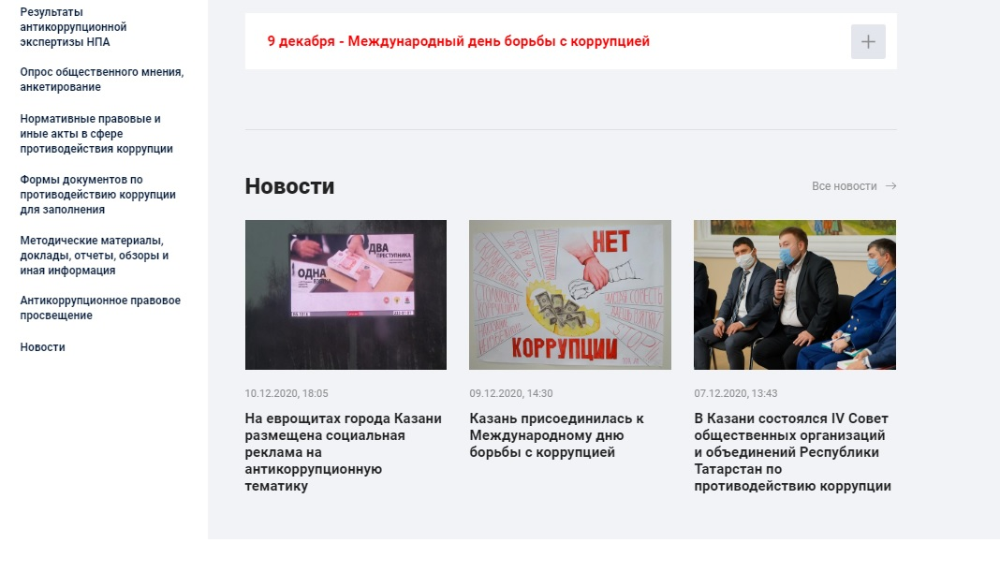 Результаты
антикоррупционной
экспертизы НПА
Опрос общественного мнения,
анкетирование
Нормативные правовые и
иные акты в сфере
противодействия коррупции
Формы документов по
противодействию коррупции
для заполнения
Методические материалы,
доклады, отчеты, обзоры и
иная информация
Антикоррупционное правовое
просвещение
Новости
9 декабря - Международный день борьбы с коррупцией
Новости
Все новости
ДВА
ПРЕСТУПНИКА
ОДНА
НЕТ
КОРРУПЦИИ
10.12.2020, 18:05
На еврощитах города Казани
размещена социальная
реклама на
антикоррупционную
тематику
09.12.2020, 14:30
Казань присоединилась к
Международному дню
борьбы с коррупцией
07.12.2020, 13:43
В Казани состоялся IV Совет
общественных организаций
и объединений Республики
Татарстан по
противодействию коррупции